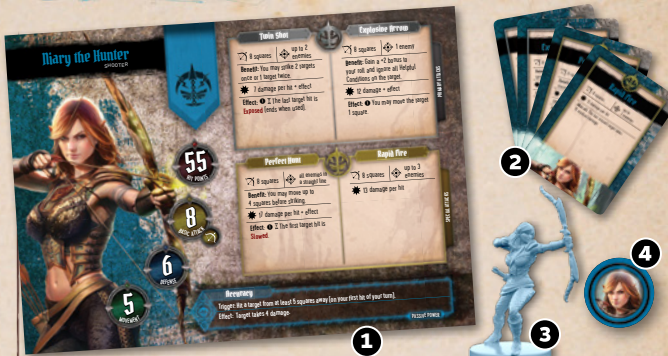 Niary the Hunter
SHOOTER
55
HIT POINTS
8
BASIC ATTACK
6
DEFENSE
5
MOVEMENT
Twin Shot
8 squares
up to 2
enemies
Benefit: You may strike 2 targets
once or 1 target twice.
7 damage per hit + effect
Effect: The last target hit is
Exposed (ends when used).
Explosive Arrow
8 squares
1 enemy
Benefit: Gain a +2 bonus to
your roll and ignore all Helpful
Conditions on the target.
12 damage + effect
Effect: You may move the target
1 square
Perfect Aim
8 squares
all enemies in
a straight line
Benefit: You may move up to
4 squares before striking.
17 damage per hit + effect
Effect: The first target hit is
Slowed.
Rapid Fire
8 squares
up to 3
enemies
13 damage per hit
SPECIAL ATTACKS
Accuracy
Trigger: Hit a target from at least 5 squares away (on your first hit of your turn).
Effect: Target takes 4 damage.
PASSIVE POWER
1
2
Rapid Fire
3
4